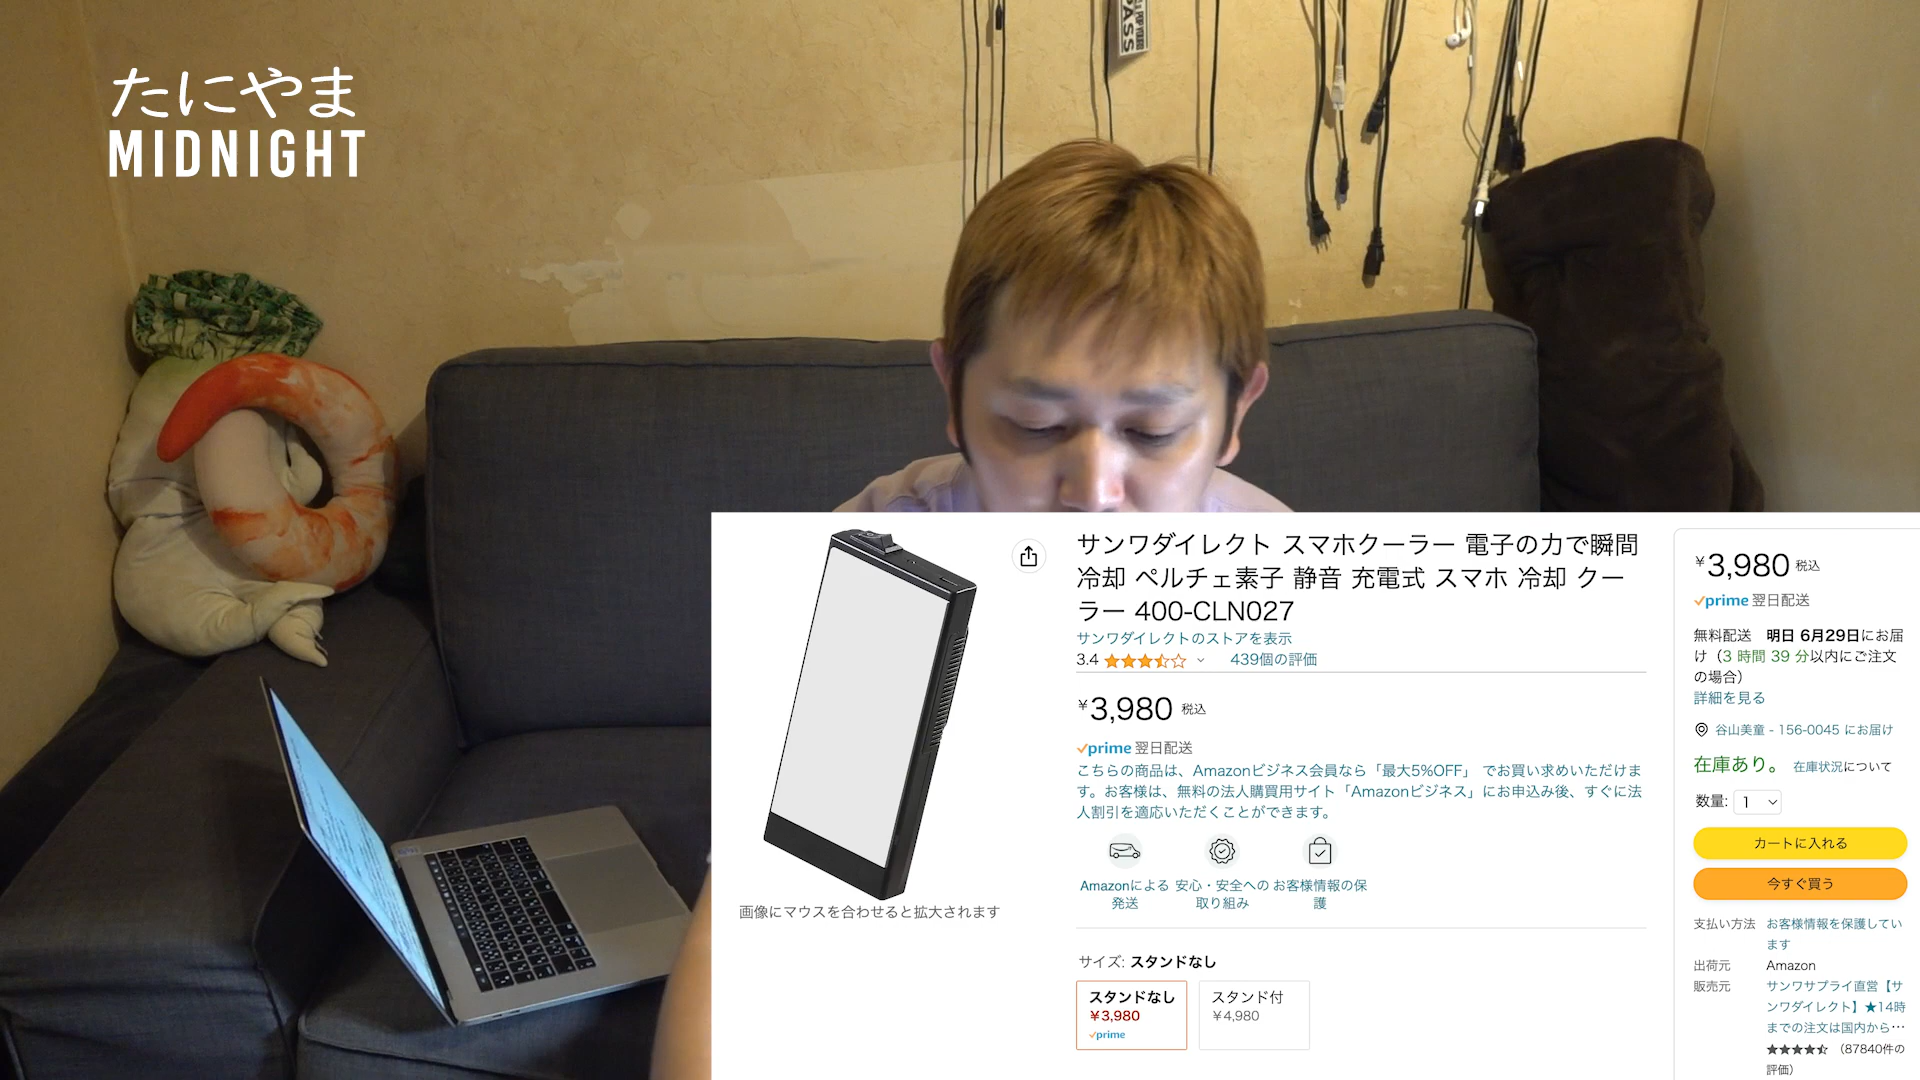 たにやま
MIDNIGHT
PASS
サンワダイレクト スマホクーラー 電子の力で瞬間
冷却 ペルチェ素子 静音 充電式 スマホ 冷却 クー
ラー 400-CLN027
サンワダイレクトのストアを表示
3.4
439個の評価
¥3,980 税込
prime 翌日配送
こちらの商品は、Amazonビジネス会員なら「最大5%OFF」 でお買い求めいただけま
す。お客様は、無料の法人購買用サイト「Amazonビジネス」にお申込み後、すぐに法
人割引を適応いただくことができます。
Amazonによる
発送
安心・安全への
取り組み
お客様情報の保
護
画像にマウスを合わせると拡大されます
サイズ: スタンドなし
スタンドなし
¥3,980
prime
スタンド付
¥4,980
¥3,980 税込
prime 翌日配送
無料配送 明日 6月29日にお届
け（3 時間 39 分以内にご注文
の場合）
詳細を見る
谷山美童 - 156-0045 にお届け
在庫あり。 在庫状況について
数量: 1
カートに入れる
今すぐ買う
支払い方法 お客様情報を保護してい
ます
出荷元 Amazon
販売元 サンワサプライ直営【サ
ンワダイレクト】★14時
までの注文は国内から…
（87840件の
評価）